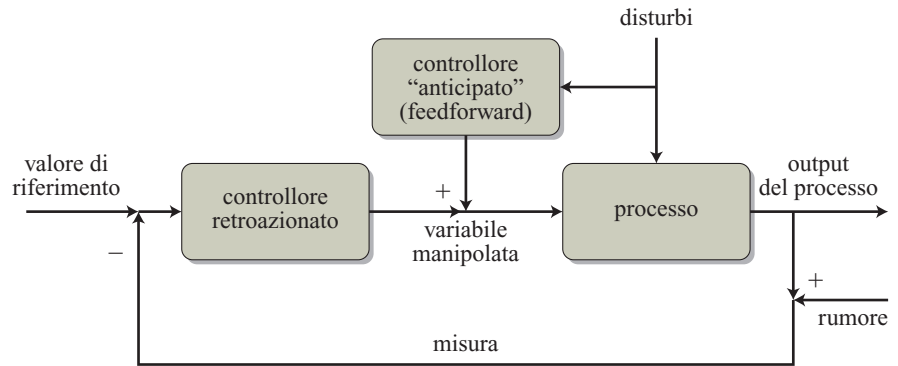 disturbi
controllore
“anticipato”
(feedforward)
valore di
riferimento
controllore
retroazionato
+
variabile
manipolata
processo
output
del processo
−
+
rumore
misura